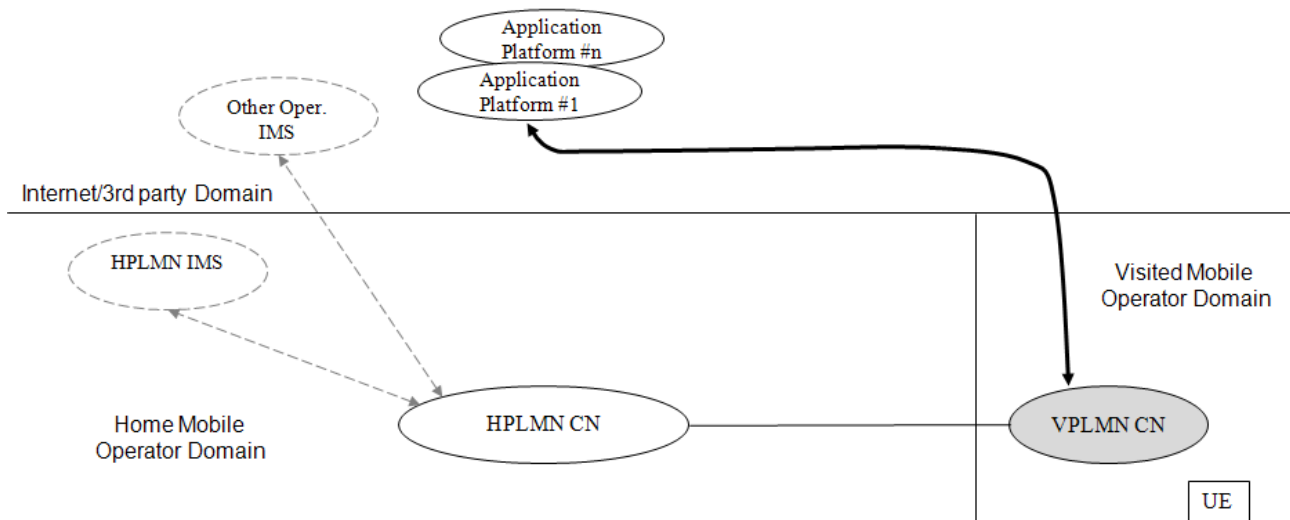 Application
Platform #n
Application
Platform #1
Other Oper.
IMS
Internet/3rd party Domain
HPLMN IMS
Visited Mobile
Operator Domain
Home Mobile
Operator Domain
HPLMN CN
VPLMN CN
UE